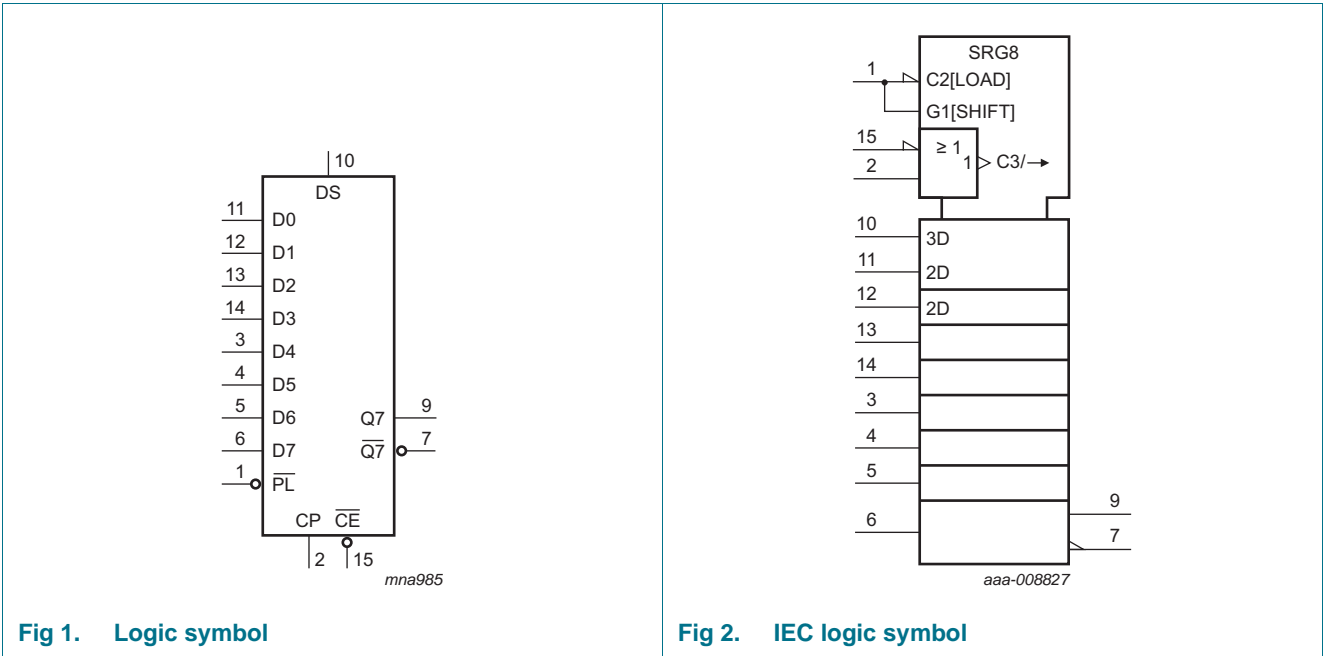 10
DS
11 D0
12 D1
13 D2
14 D3
3 D4
4 D5
5 D6 Q7 9
6 D7 Q̅7̅ 7
1 P̅L̅
CP C̅E̅
2 15
mna985
Fig 1. Logic symbol
SRG8
1 C2[LOAD]
G1[SHIFT]
15 ≥ 1
1 C3/→
2
10 3D
11 2D
12 2D
13
14
3
4
5
9
6
7
aaa-008827
Fig 2. IEC logic symbol